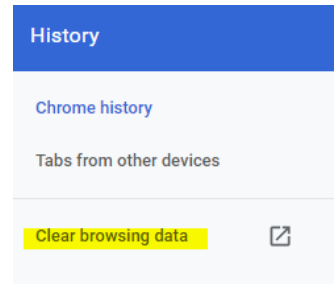 History
Chrome history
Tabs from other devices
Clear browsing data